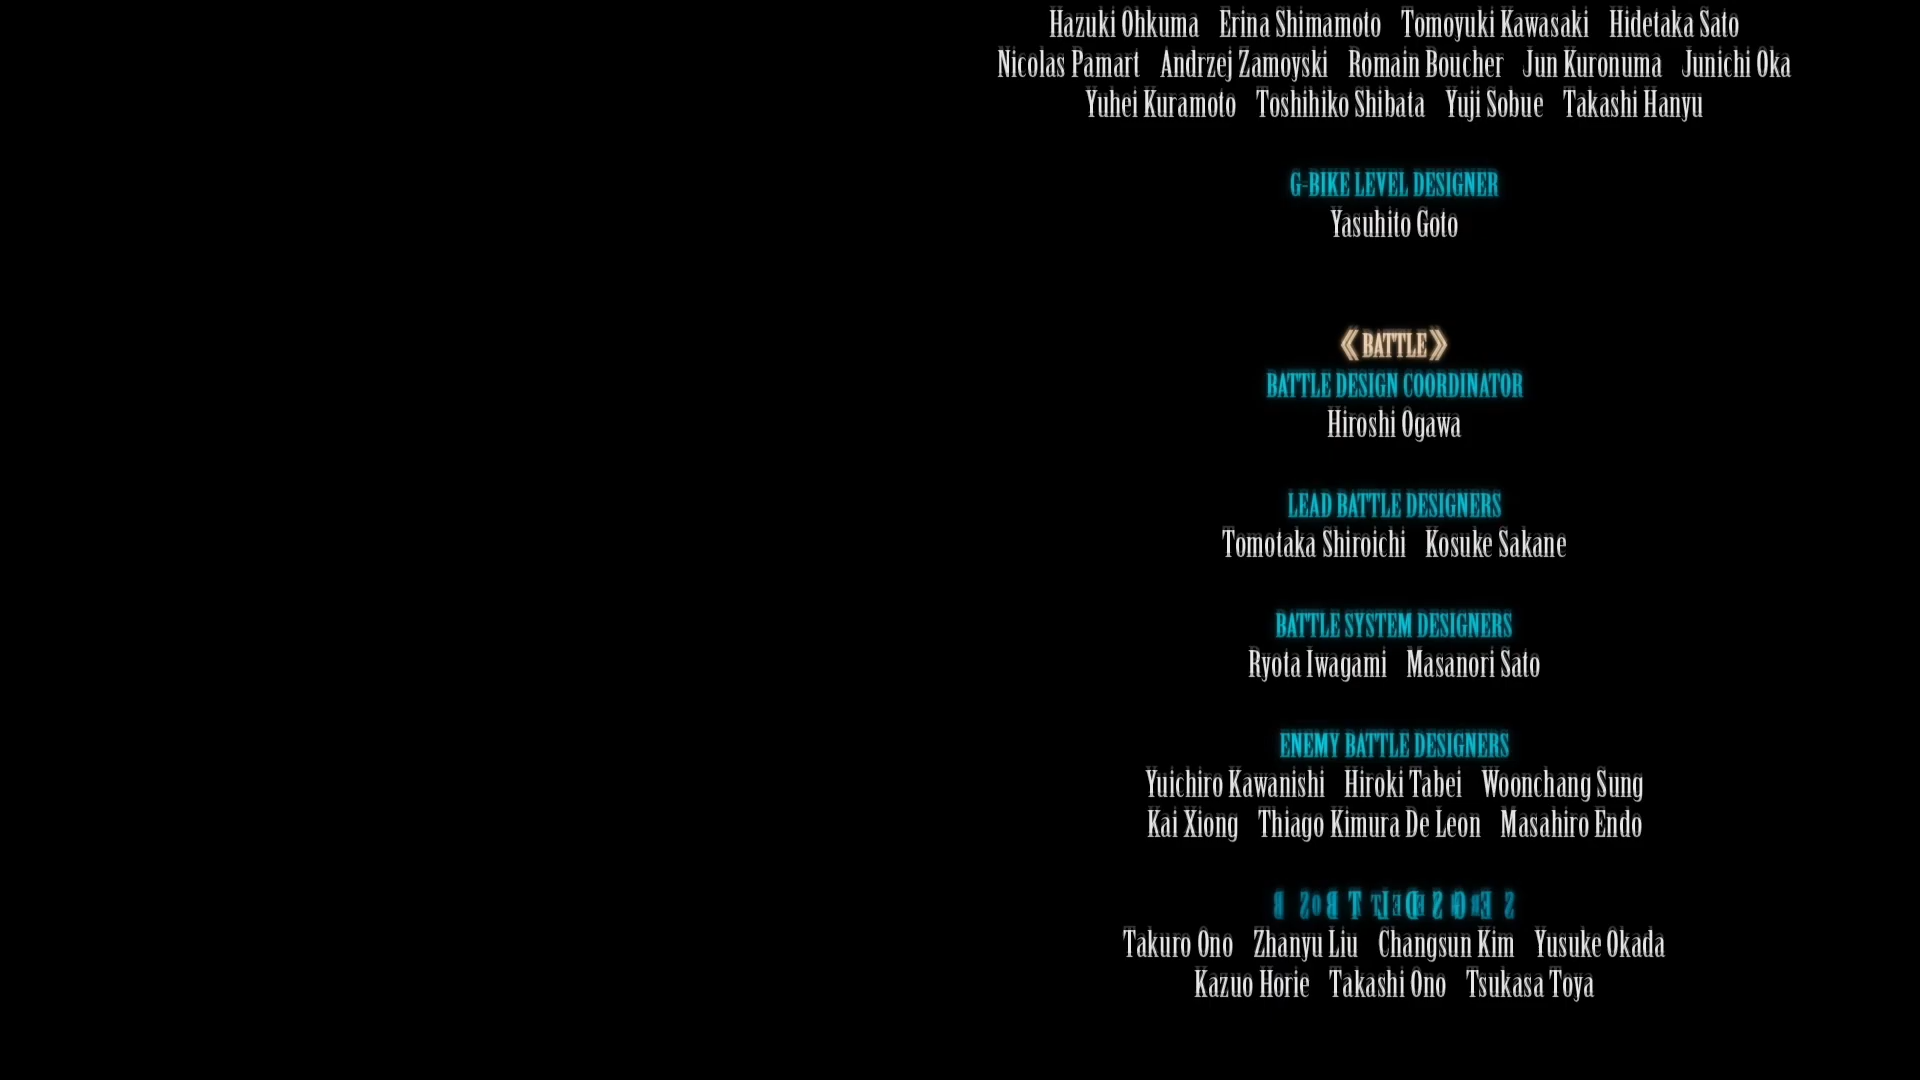 Hazuki Ohkuma Erina Shimamoto Tomoyuki Kawasaki Hidetaka Sato
Nicolas Pamart Andrzej Zamoyski Romain Boucher Jun Kuronuma Junichi Oka
Yuhei Kuramoto Toshihiko Shibata Yuji Sobue Takashi Hanyu
G-BIKE LEVEL DESIGNER
Yasuhito Goto
《BATTLE》
BATTLE DESIGN COORDINATOR
Hiroshi Ogawa
LEAD BATTLE DESIGNERS
Tomotaka Shiroichi Kosuke Sakane
BATTLE SYSTEM DESIGNERS
Ryota Iwagami Masanori Sato
ENEMY BATTLE DESIGNERS
Yuichiro Kawanishi Hiroki Tabei Woonchang Sung
Kai Xiong Thiago Kimura De Leon Masahiro Endo
Takuro Ono Zhanyu Liu Changsun Kim Yusuke Okada
Kazuo Horie Takashi Ono Tsukasa Toya